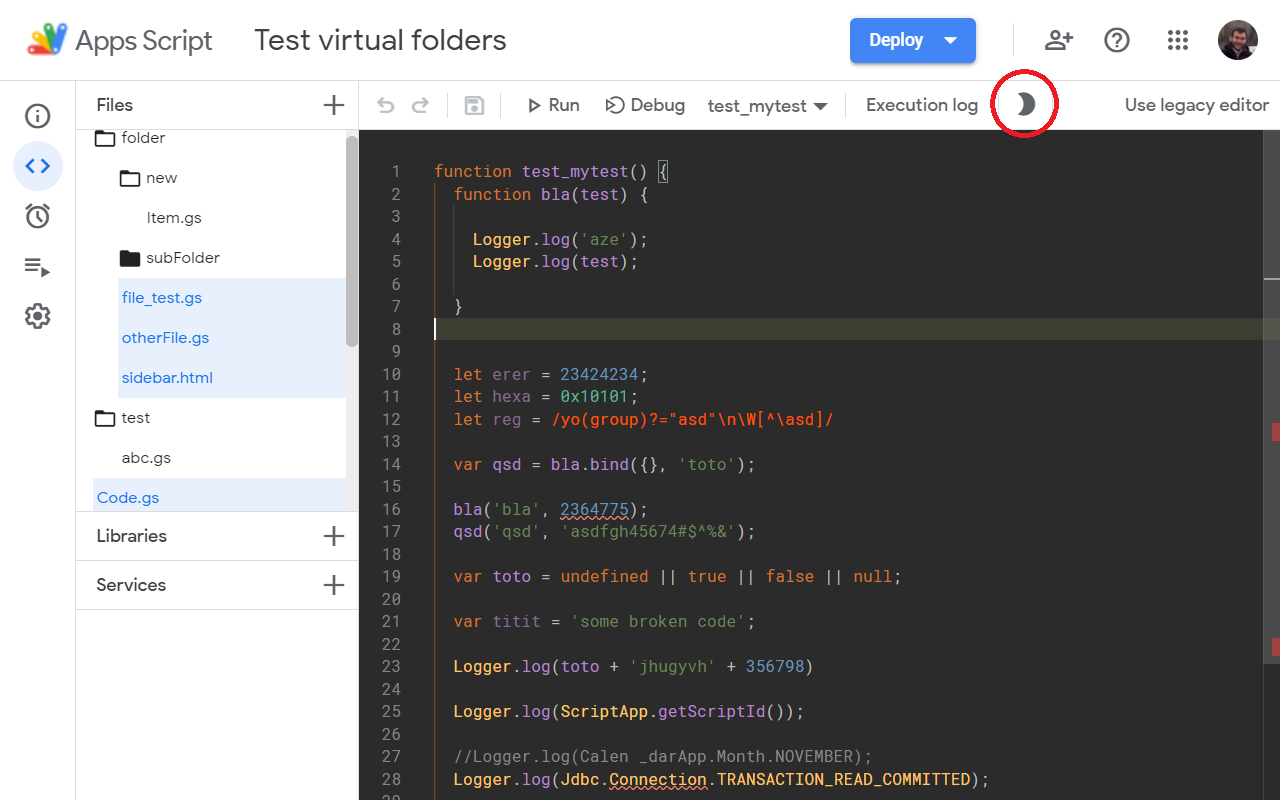 Apps Script
Test virtual folders
Deploy
Files
Run
Debug
test_mytest
Execution log
Use legacy editor
folder
new
Item.gs
subFolder
file_test.gs
otherFile.gs
sidebar.html
test
abc.gs
Code.gs
Libraries
Services
1 function test_mytest() {
2 function bla(test) {
3
4 Logger.log('aze');
5 Logger.log(test);
6
7 }
8
9
10 let erer = 23424234;
11 let hexa = 0x10101;
12 let reg = /yo(group)?="asd"\n\W[^\asd]/
13
14 var qsd = bla.bind({}, 'toto');
15
16 bla('bla', 2364775);
17 qsd('qsd', 'asdfgh45674#$^%&');
18
19 var toto = undefined || true || false || null;
20
21 var titit = 'some broken code';
22
23 Logger.log(toto + 'jhugyvh' + 356798)
24
25 Logger.log(ScriptApp.getScriptId());
26
27 //Logger.log(Calen _darApp.Month.NOVEMBER);
28 Logger.log(Jdbc.Connection.TRANSACTION_READ_COMMITTED);